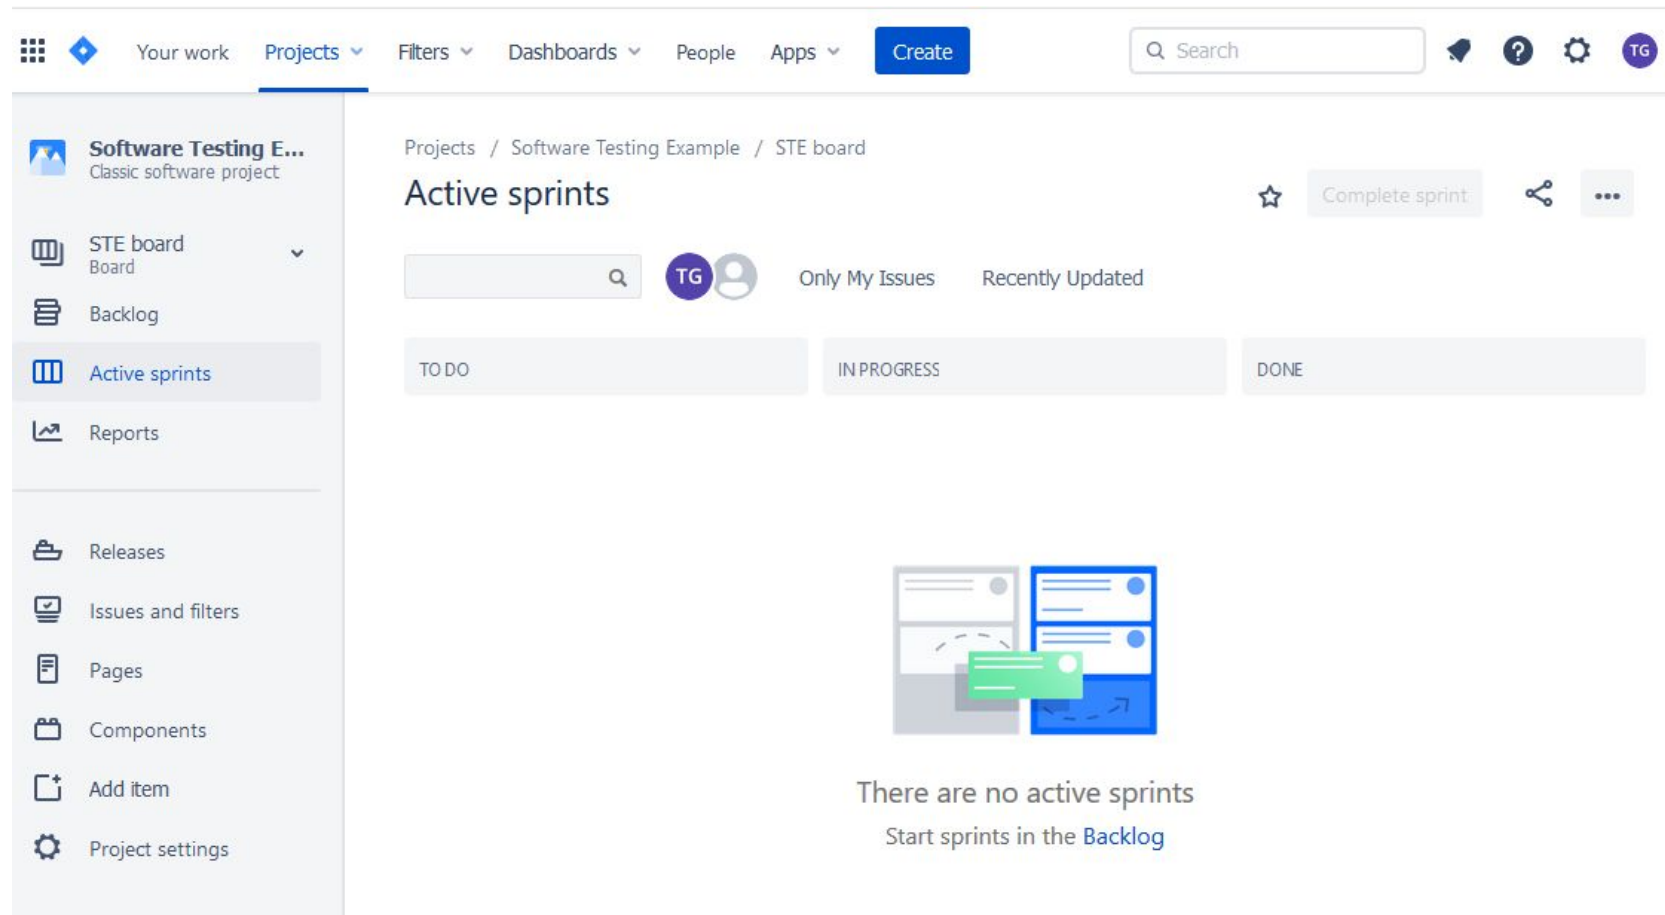 Your work Projects Filters Dashboards People Apps Create Search TG
Software Testing E...
Classic software project
STE board
Board
Backlog
Active sprints
Reports
Releases
Issues and filters
Pages
Components
Add item
Project settings
Projects / Software Testing Example / STE board
Active sprints
Complete sprint
TG Only My Issues Recently Updated
TO DO IN PROGRESS DONE
There are no active sprints
Start sprints in the Backlog